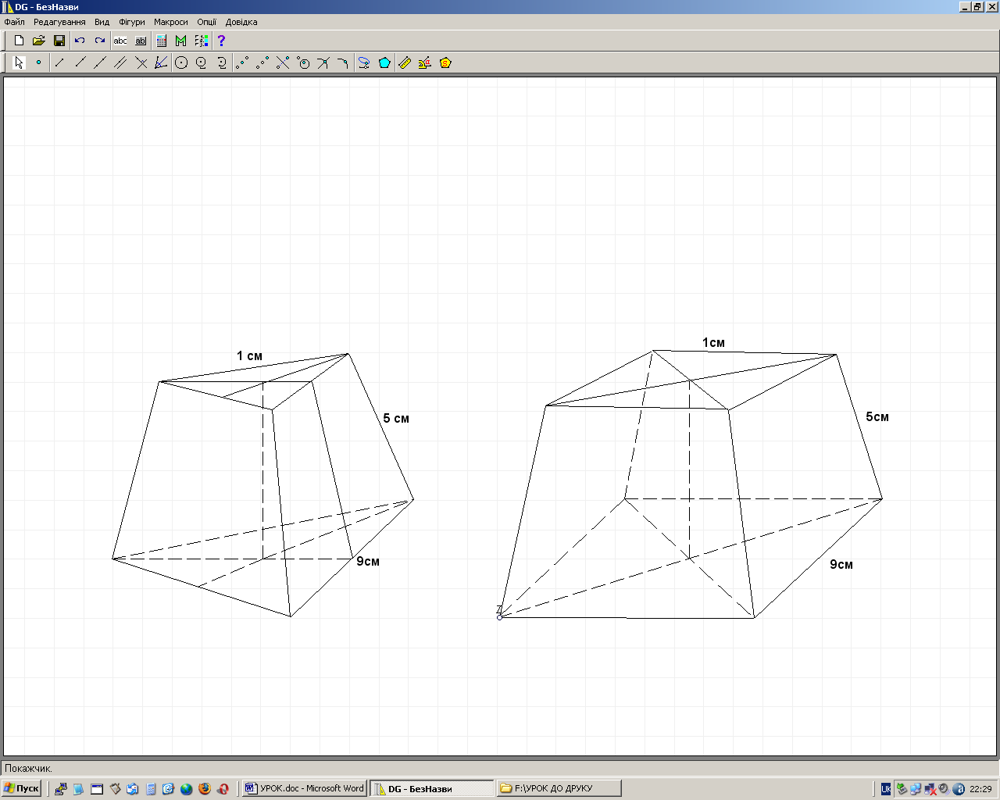 DG - БезНазви
Файл Редагування Вид Фігури Макроси Опції Довідка
abc ab M ?
S
1 см
1см
5 см
5см
9см
9см
Z
Покажчик.
Пуск УРОК.doc - Microsoft Word DG - БезНазви F:\УРОК ДО ДРУКУ UK 22:29